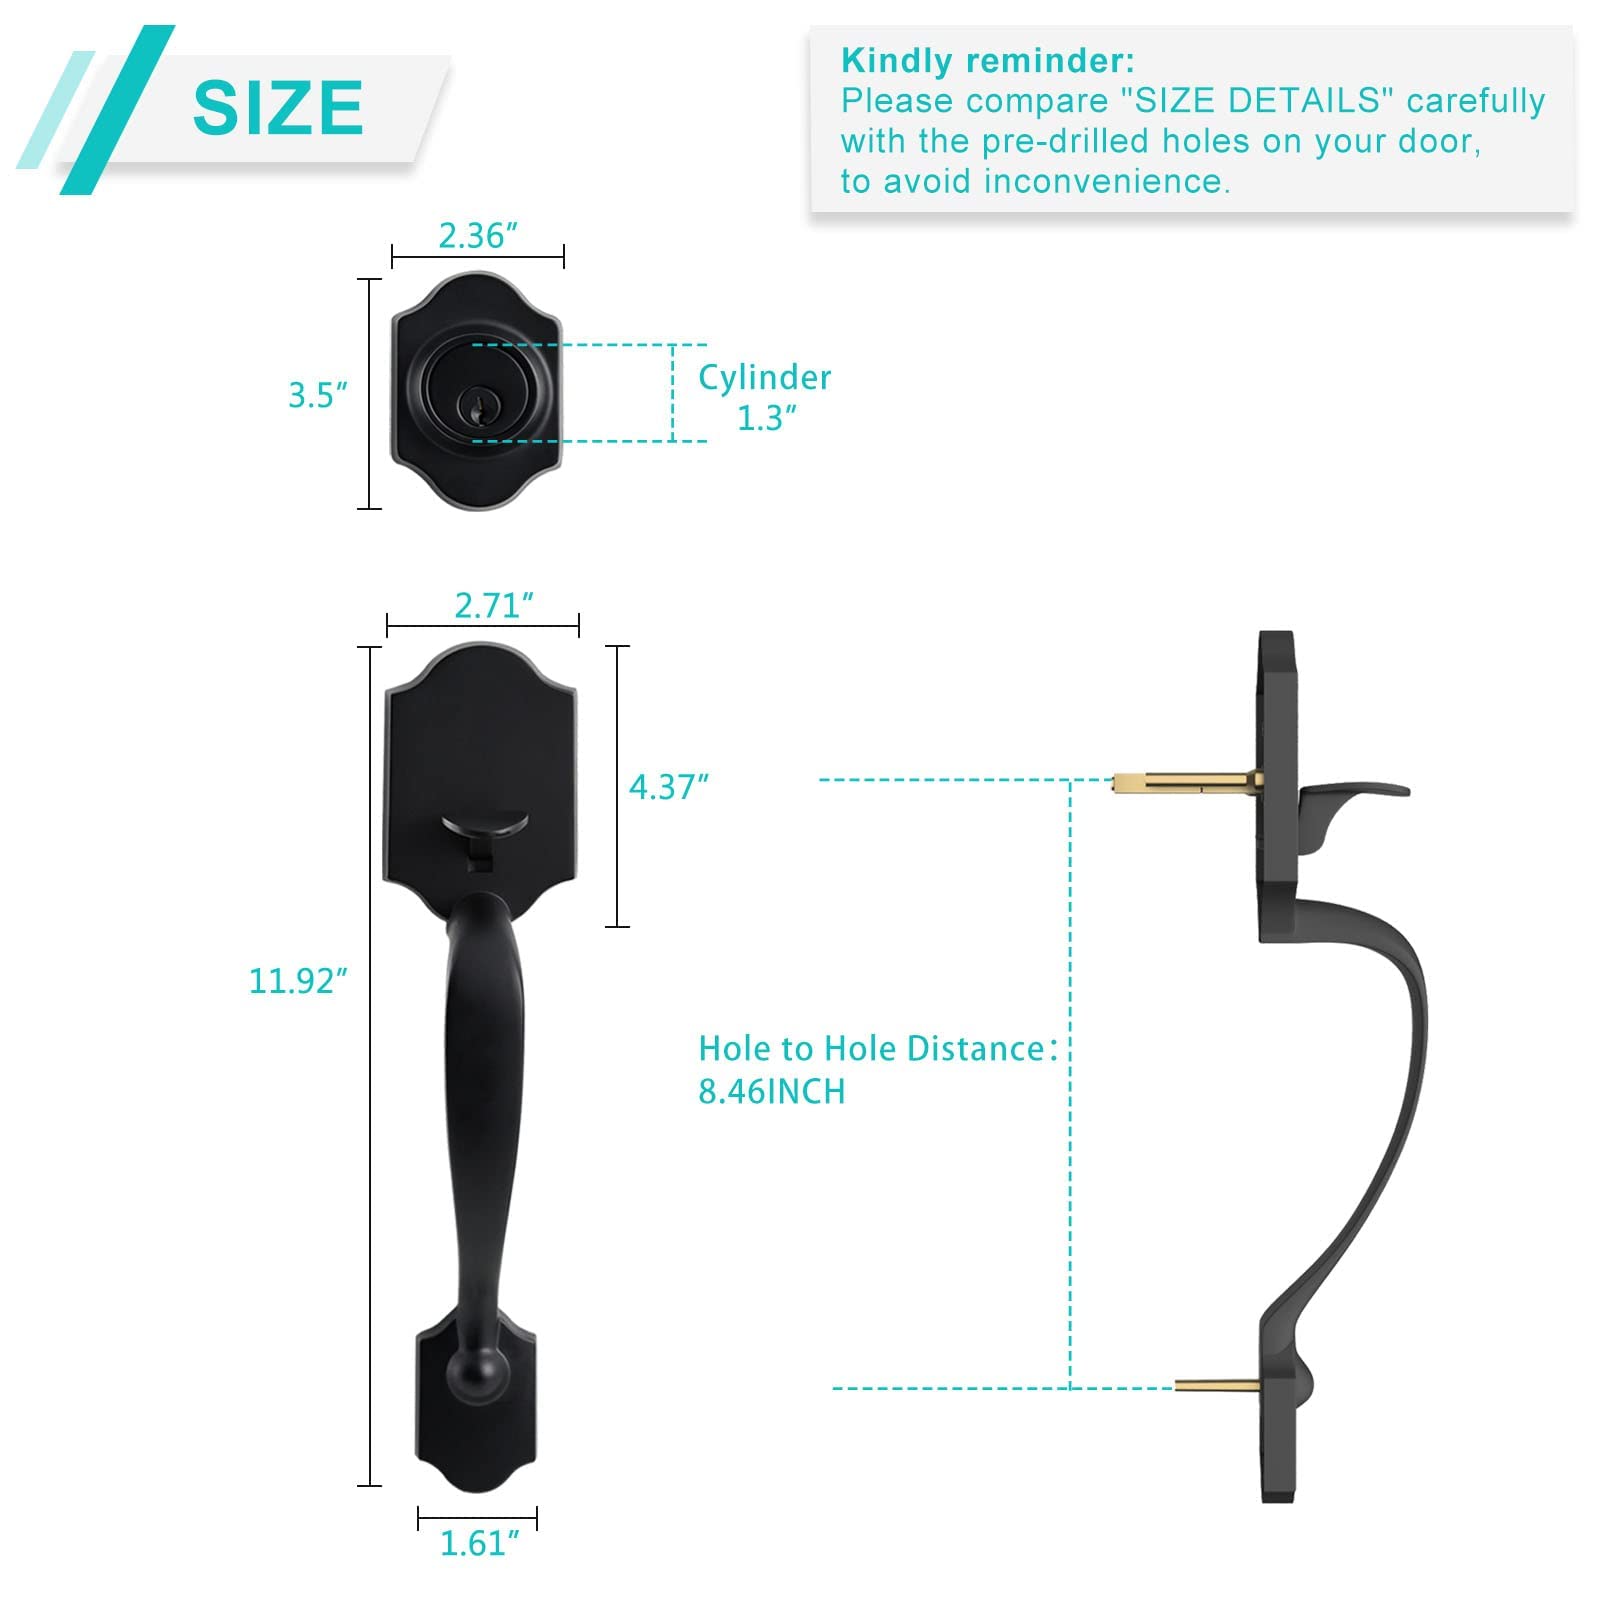 SIZE
Kindly reminder:
Please compare "SIZE DETAILS" carefully
with the pre-drilled holes on your door,
to avoid inconvenience.
2.36"
3.5"
Cylinder
1.3"
2.71"
4.37"
11.92"
Hole to Hole Distance:
8.46INCH
1.61"